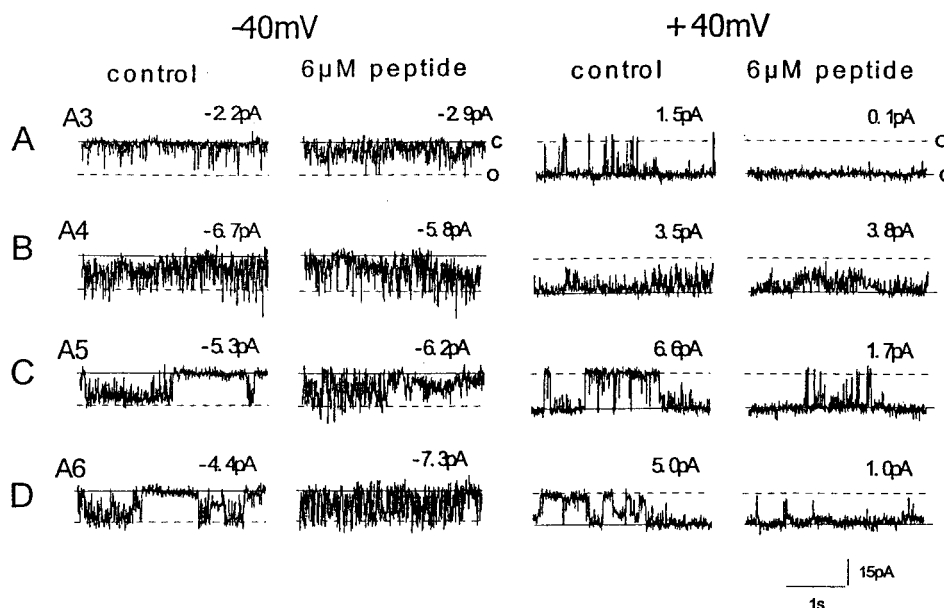 -40mV
+40mV
control
6µM peptide
control
6µM peptide
A
A3
-2.2pA
-2.9pA
c
o
1.5pA
0.1pA
o
c
B
A4
-6.7pA
-5.8pA
3.5pA
3.8pA
C
A5
-5.3pA
-6.2pA
6.6pA
1.7pA
D
A6
-4.4pA
-7.3pA
5.0pA
1.0pA
15pA
1s